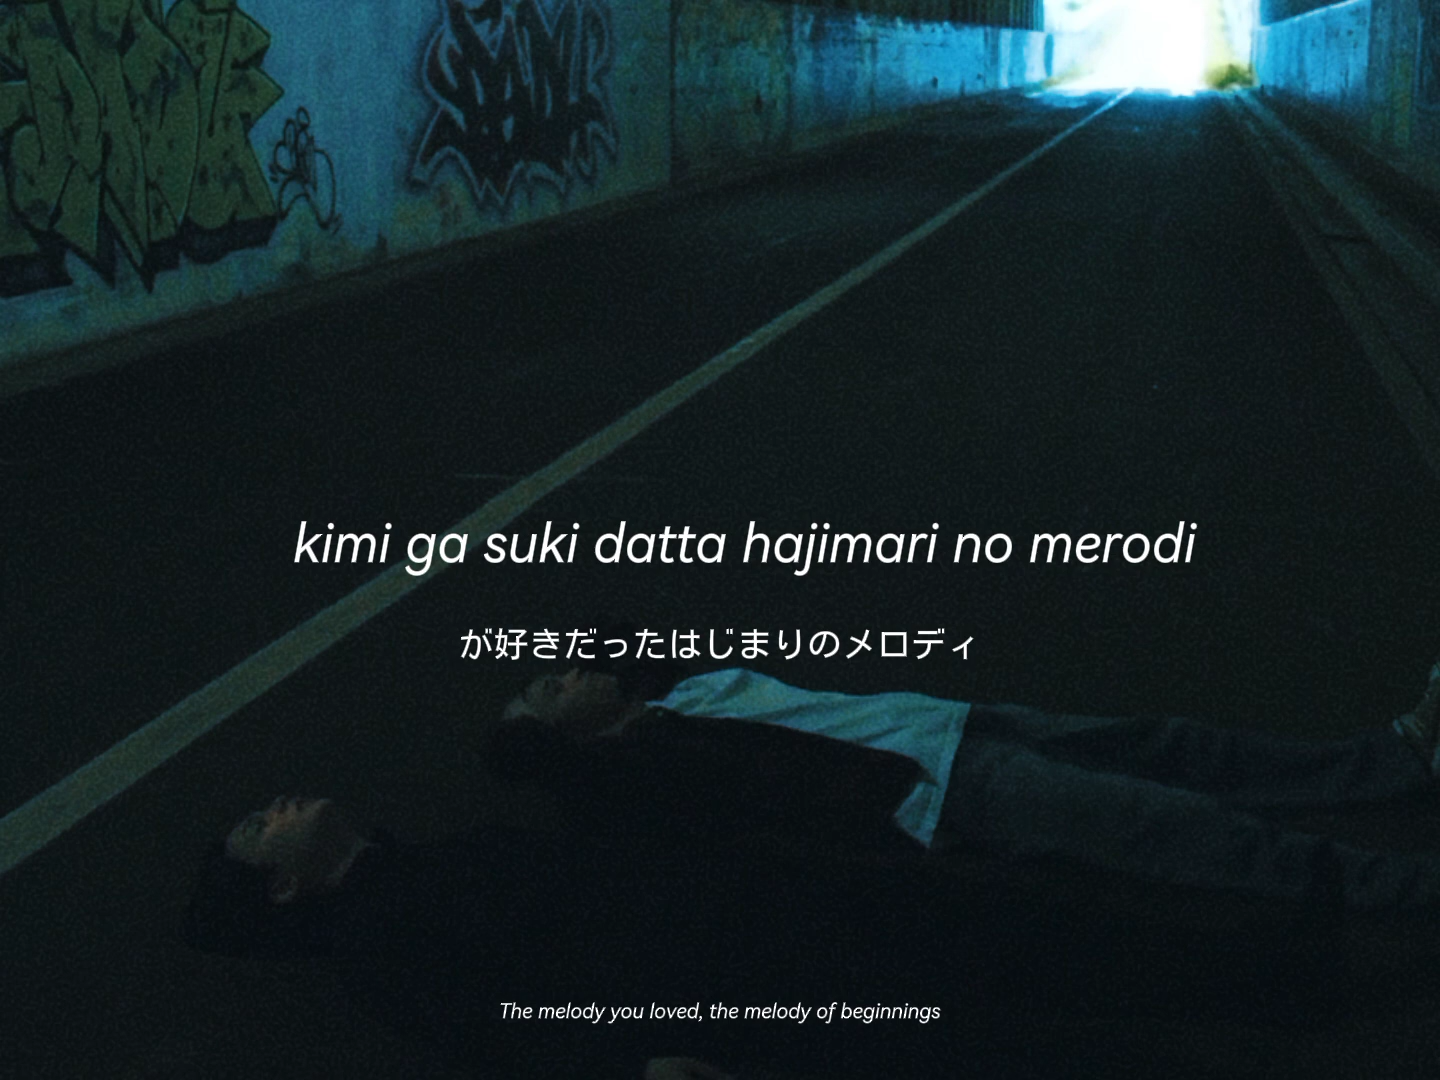 kimi ga suki datta hajimari no merodi
が好きだったはじまりのメロディ
The melody you loved, the melody of beginnings